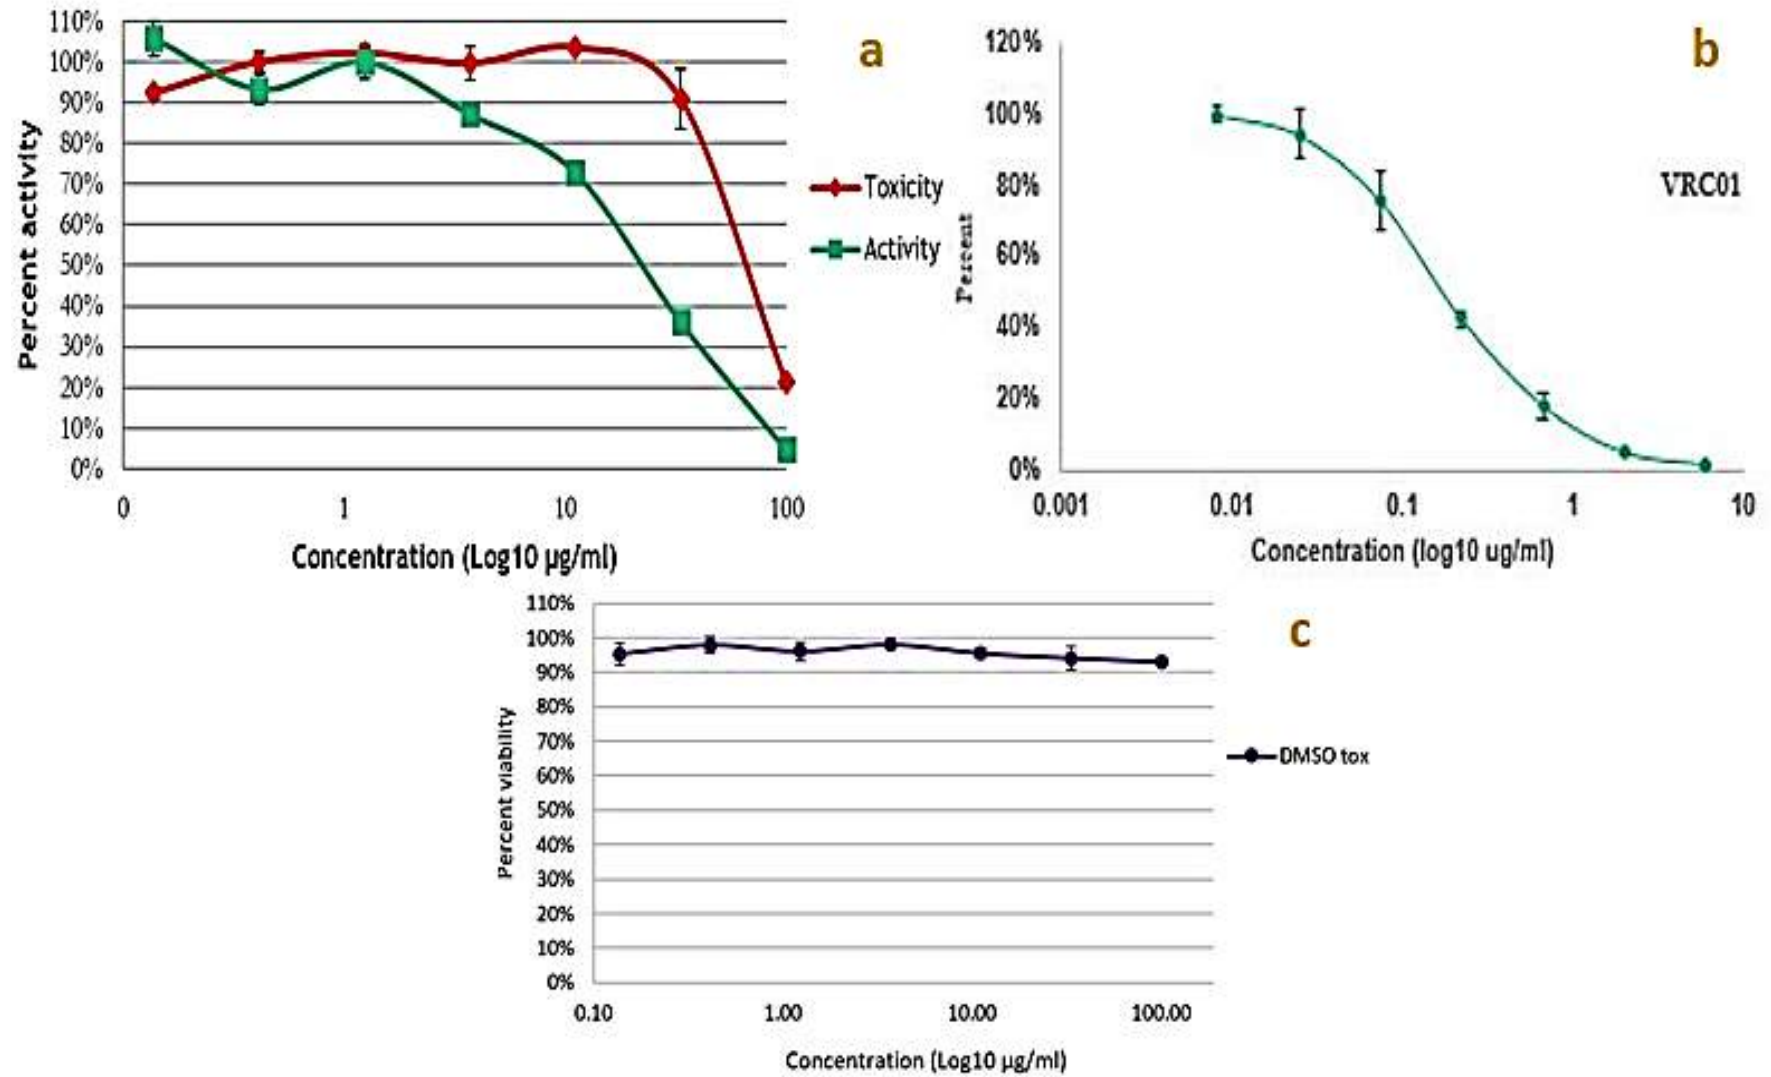 110%
100%
90%
80%
70%
60%
50%
40%
30%
20%
10%
0%
Percent activity
0 1 10 100
Concentration (Log10 µg/ml)
Toxicity
Activity
a
120%
100%
80%
60%
40%
20%
0%
Percent
0.001 0.01 0.1 1 10
Concentration (log10 ug/ml)
VRC01
b
110%
100%
90%
80%
70%
60%
50%
40%
30%
20%
10%
0%
Percent viability
0.10 1.00 10.00 100.00
Concentration (Log10 µg/ml)
DMSO tox
c